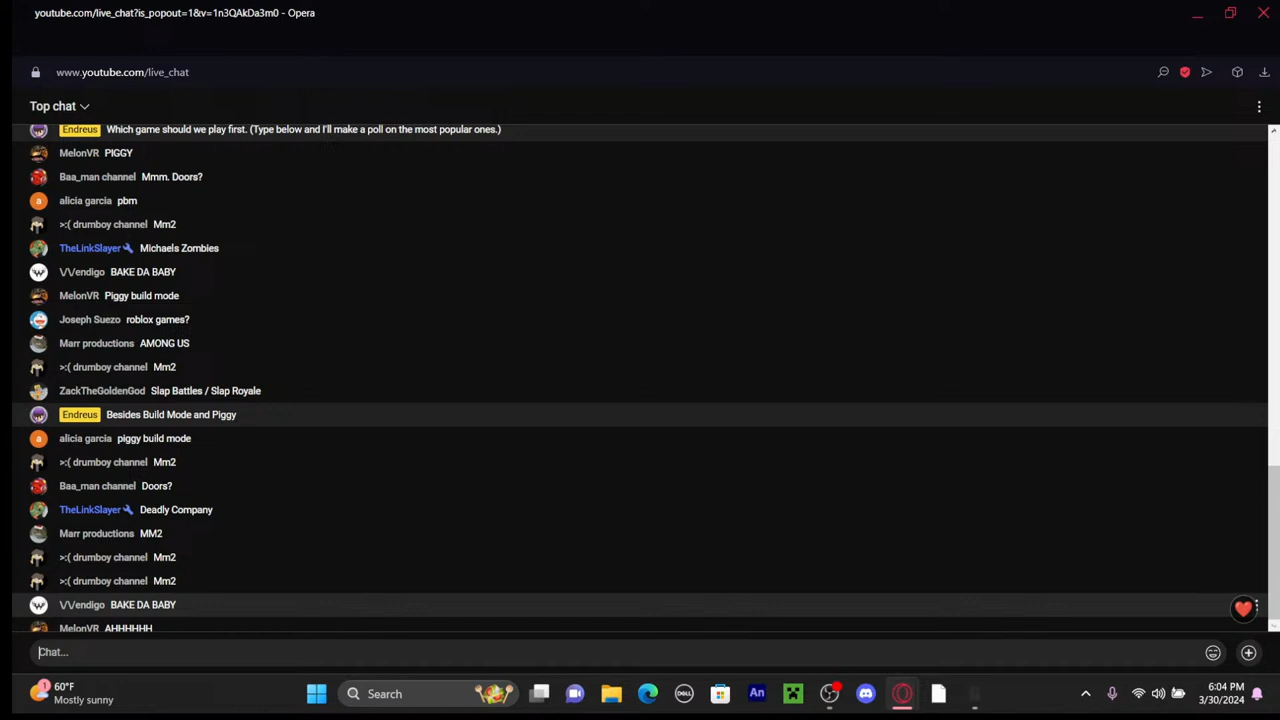 youtube.com/live_chat?is_popout=1&v=1n3QAkDa3m0 - Opera
www.youtube.com/live_chat
Top chat
Endreus Which game should we play first. (Type below and I'll make a poll on the most popular ones.)
MelonVR PIGGY
Baa_man channel Mmm. Doors?
a alicia garcia pbm
>:( drumboy channel Mm2
TheLinkSlayer Michaels Zombies
W \/\/endigo BAKE DA BABY
MelonVR Piggy build mode
Joseph Suezo roblox games?
Marr productions AMONG US
>:( drumboy channel Mm2
ZackTheGoldenGod Slap Battles / Slap Royale
Endreus Besides Build Mode and Piggy
a alicia garcia piggy build mode
>:( drumboy channel Mm2
Baa_man channel Doors?
TheLinkSlayer Deadly Company
Marr productions MM2
>:( drumboy channel Mm2
>:( drumboy channel Mm2
W \/\/endigo BAKE DA BABY
MelonVR AHHHHHH
Chat...
1 60°F
Mostly sunny
Search
DELL
An
6:04 PM
3/30/2024